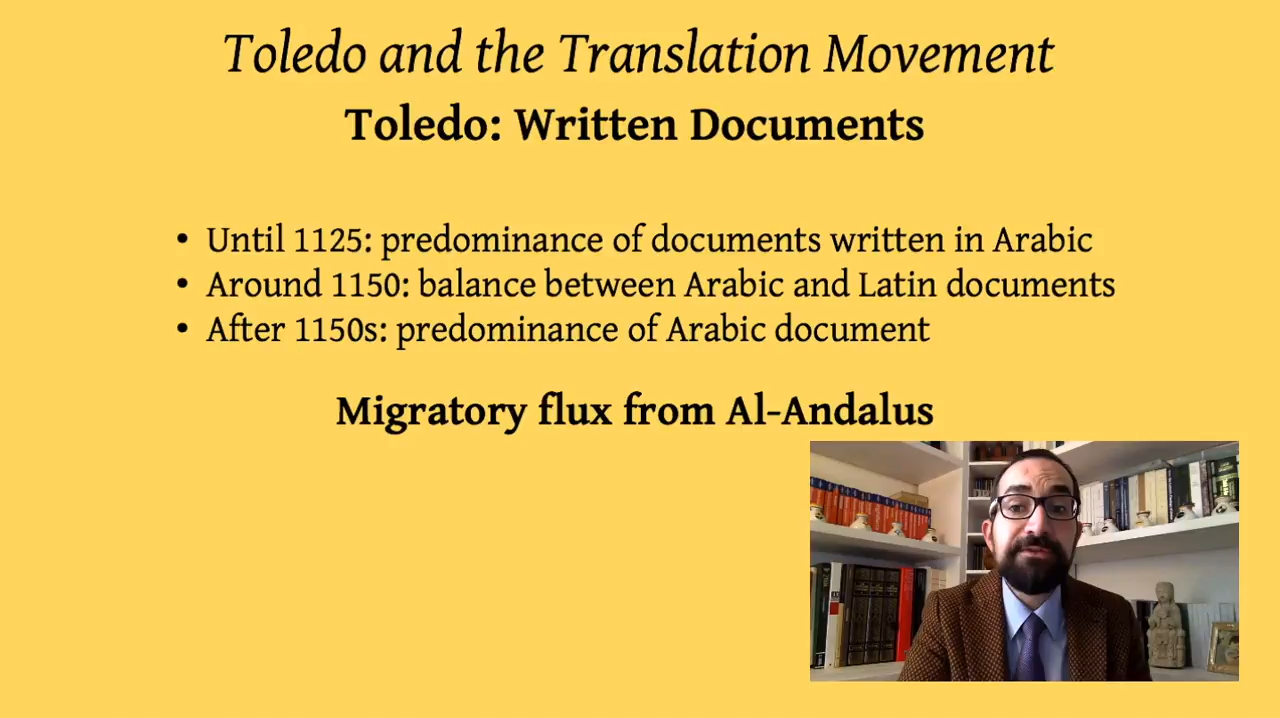 Toledo and the Translation Movement
Toledo: Written Documents
• Until 1125: predominance of documents written in Arabic
• Around 1150: balance between Arabic and Latin documents
• After 1150s: predominance of Arabic document
Migratory flux from Al-Andalus